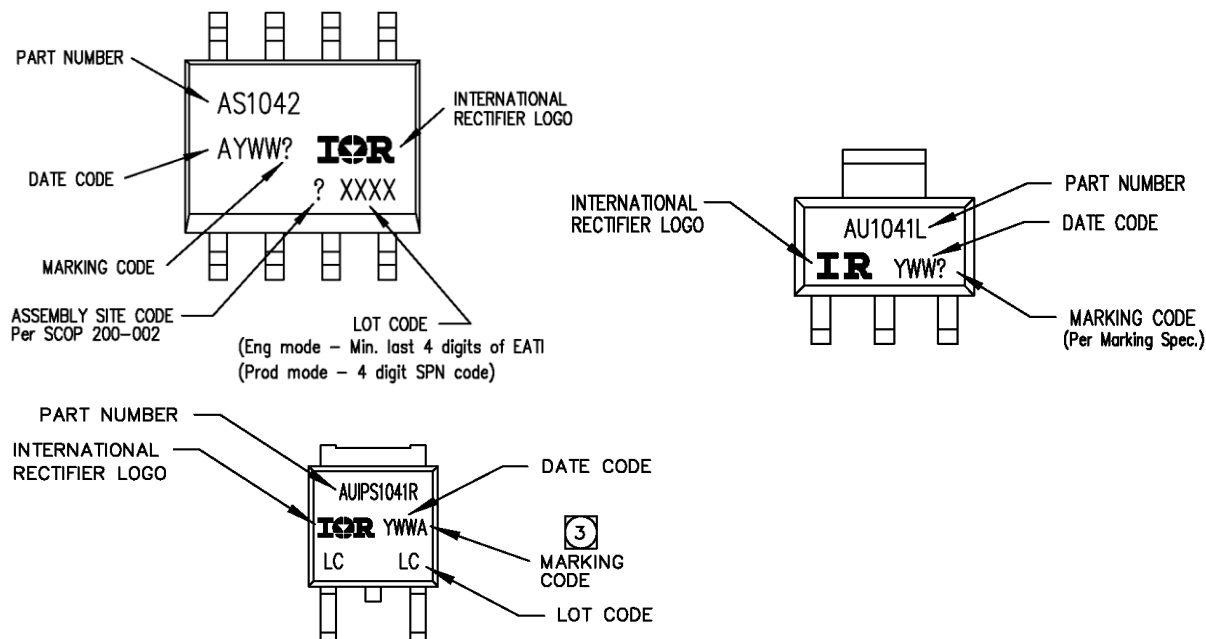 PART NUMBER
AS1042
INTERNATIONAL
RECTIFIER LOGO
AYWW? IOR
DATE CODE
? XXXX
MARKING CODE
ASSEMBLY SITE CODE
Per SCOP 200-002
LOT CODE
(Eng mode – Min. last 4 digits of EATI
(Prod mode – 4 digit SPN code)
INTERNATIONAL
RECTIFIER LOGO
PART NUMBER
AU1041L
DATE CODE
IR YWW?
MARKING CODE
(Per Marking Spec.)
PART NUMBER
INTERNATIONAL
RECTIFIER LOGO
DATE CODE
AUIPS1041R
IOR YWWA
3
MARKING
CODE
LC LC
LOT CODE